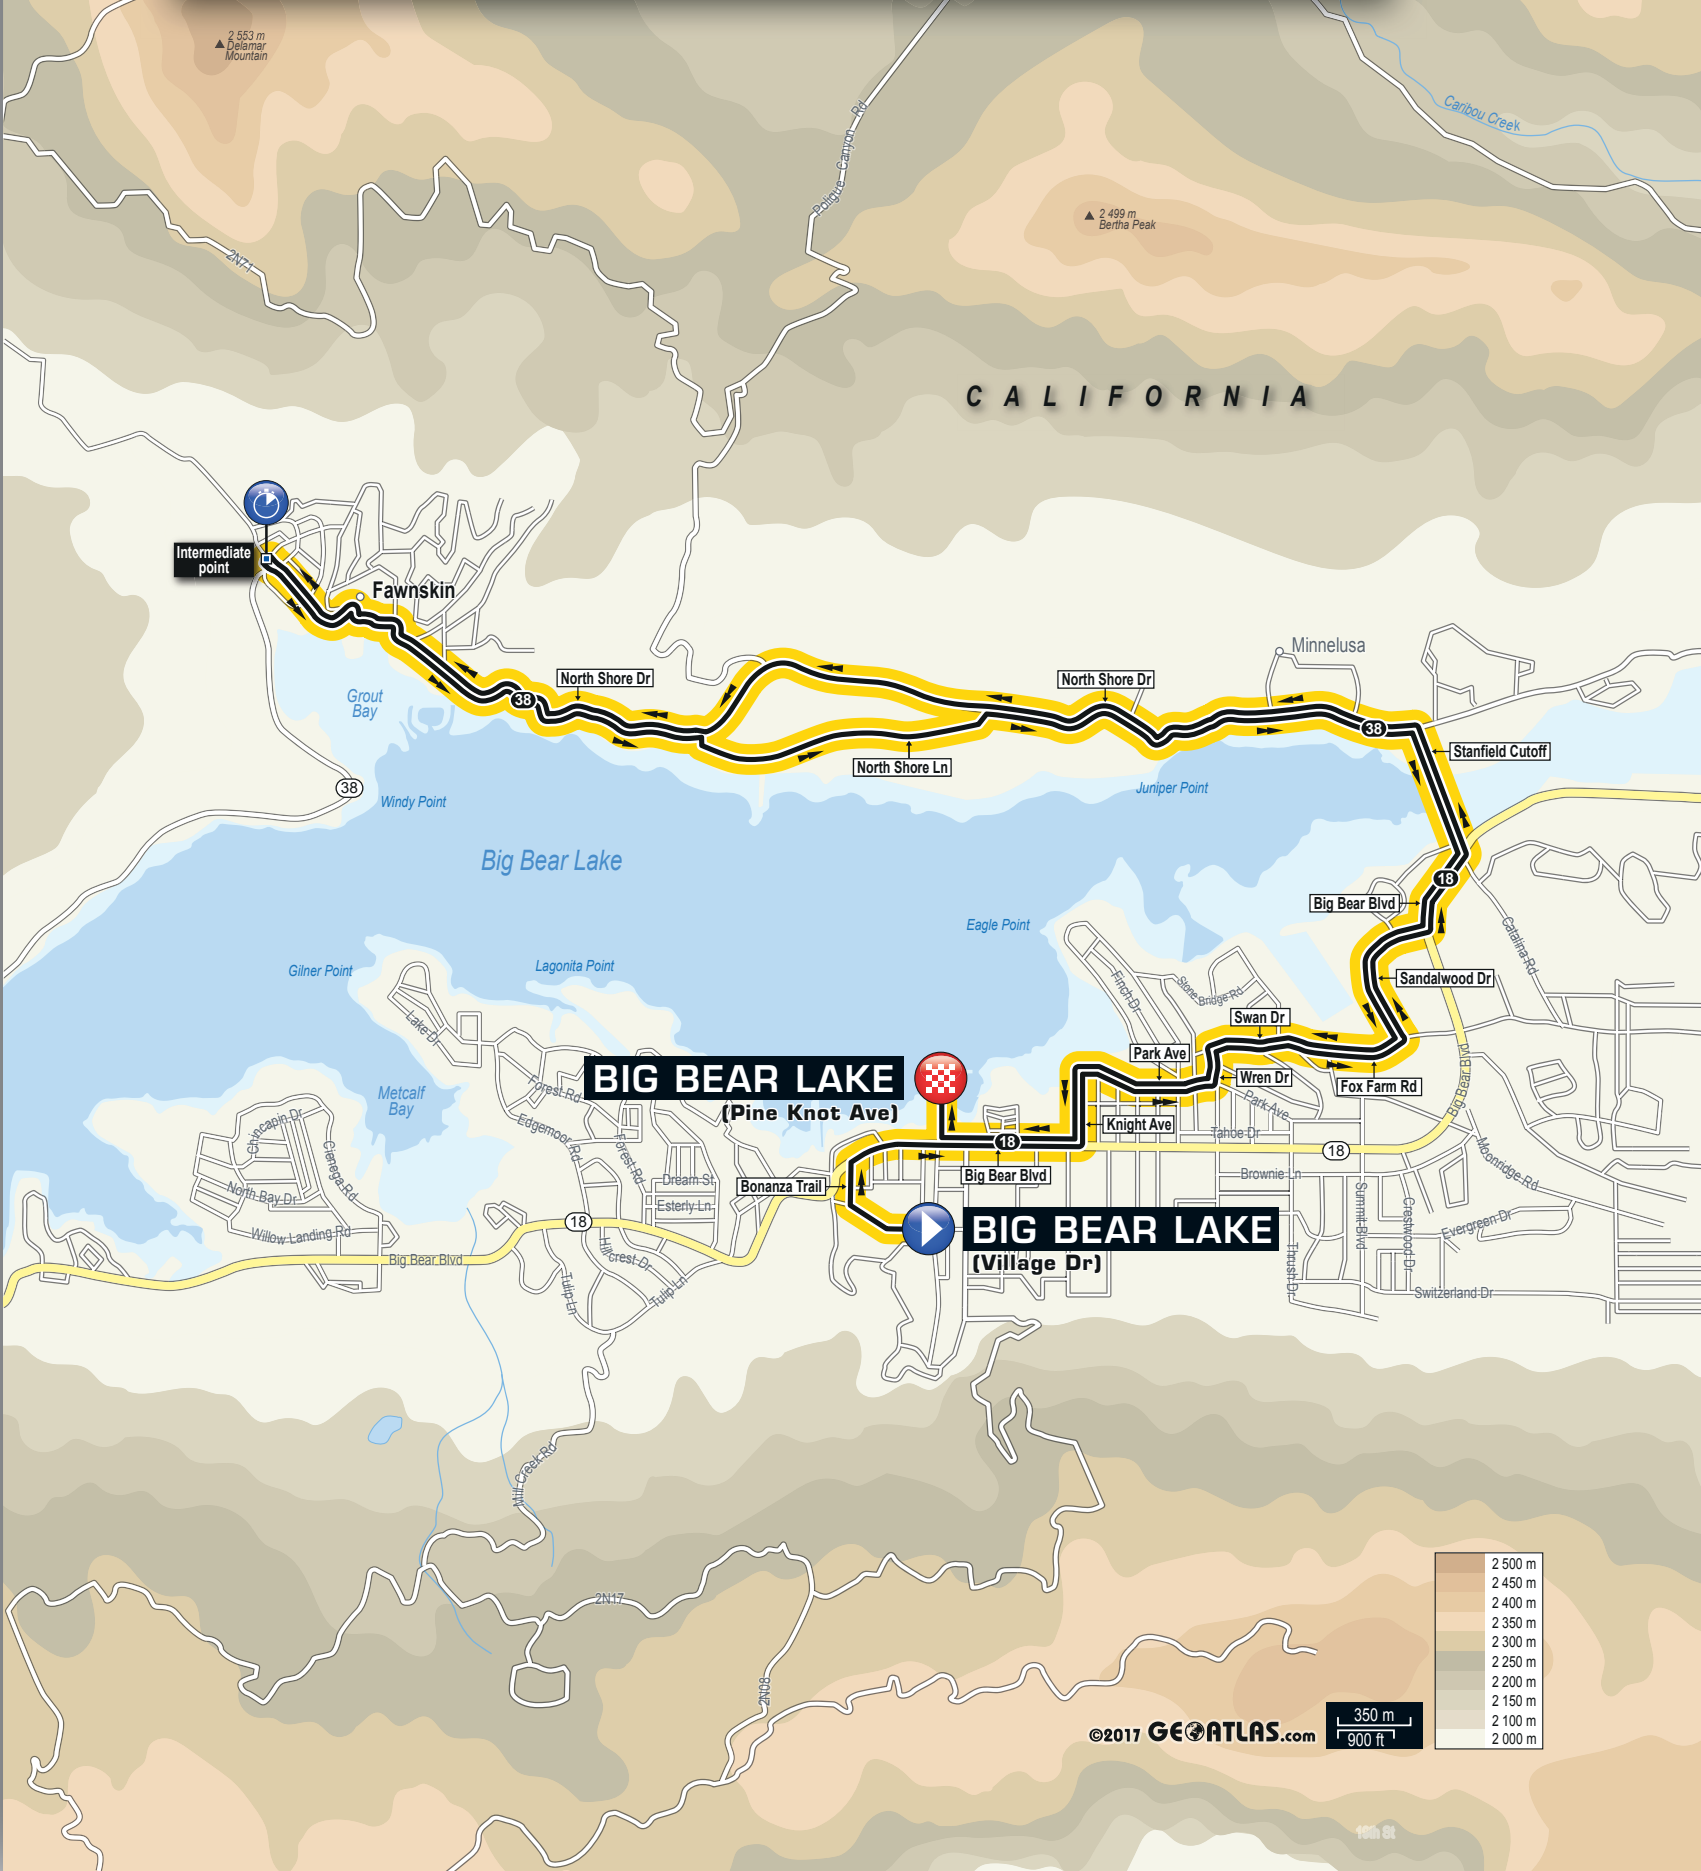 2 553 m
Delamar
Mountain
Caribou Creek
Poligue Canyon Rd
2 499 m
Bertha Peak
2N71
CALIFORNIA
Intermediate
point
Fawnskin
Minnelusa
North Shore Dr
North Shore Dr
Grout
Bay
38
38
Stanfield Cutoff
North Shore Ln
38
Windy Point
Juniper Point
Big Bear Lake
18
Big Bear Blvd
Eagle Point
Catalina Rd
Gilner Point
Lagonita Point
Finch Dr
Stone Bridge Rd
Sandalwood Dr
Lake Dr
Swan Dr
Park Ave
BIG BEAR LAKE
(Pine Knot Ave)
Wren Dr
Fox Farm Rd
Big Bear Blvd
Metcalf
Bay
Forest Rd
Park Ave
Chincapin Dr
Edgemoor Rd
Knight Ave
Tahoe Dr
18
18
Cienega Rd
Forest Rd
Dream St
Bonanza Trail
Big Bear Blvd
Brownie Ln
Moonridge Rd
North Bay Dr
Esterly Ln
Summit Blvd
Crestwood Dr
Willow Landing Rd
18
BIG BEAR LAKE
(Village Dr)
Evergreen Dr
Big Bear Blvd
Hillcrest Dr
Thrush Dr
Tulip Ln
Tulip Ln
Switzerland Dr
Mill Creek Rd
2N17
2N08
2 500 m
2 450 m
2 400 m
2 350 m
2 300 m
2 250 m
2 200 m
2 150 m
2 100 m
2 000 m
©2017 GEOATLAS.com
350 m
900 ft